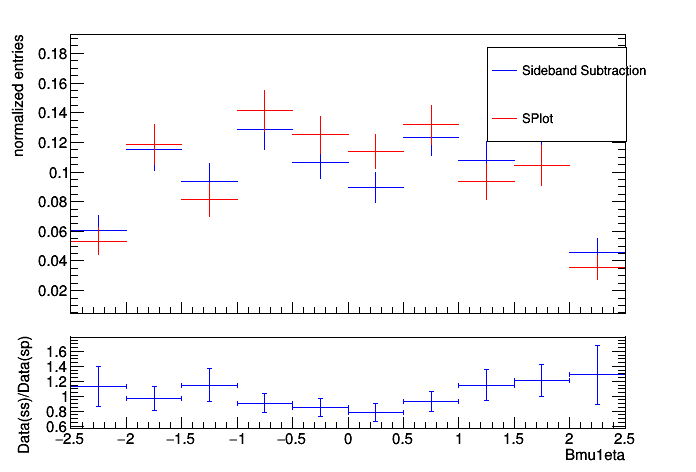 normalized entries
0.18
0.16
0.14
0.12
0.1
0.08
0.06
0.04
0.02
Sideband Subtraction
SPlot
Data(ss)/Data(sp)
1.6
1.4
1.2
1
0.8
0.6
−2.5 −2 −1.5 −1 −0.5 0 0.5 1 1.5 2 2.5
Bmu1eta